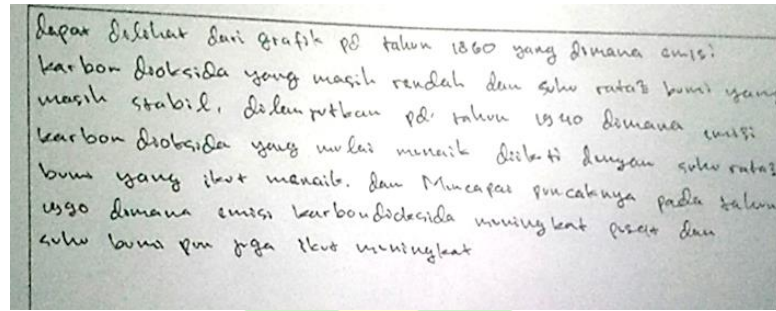 dapat dilihat dari grafik pd tahun 1860 yang dimana emisi
karbon dioksida yang masih rendah dan suhu rata2 bumi yang
masih stabil, dilanjutkan pd. tahun 1940 dimana emisi
karbon dioksida yang mulai menaik diikuti dengan suhu rata2
bumi yang ikut menaik. dan Mencapai puncaknya pada tahun
1990 dimana emisi karbondioksida meningkat pesat dan
suhu bumi pun juga ikut meningkat